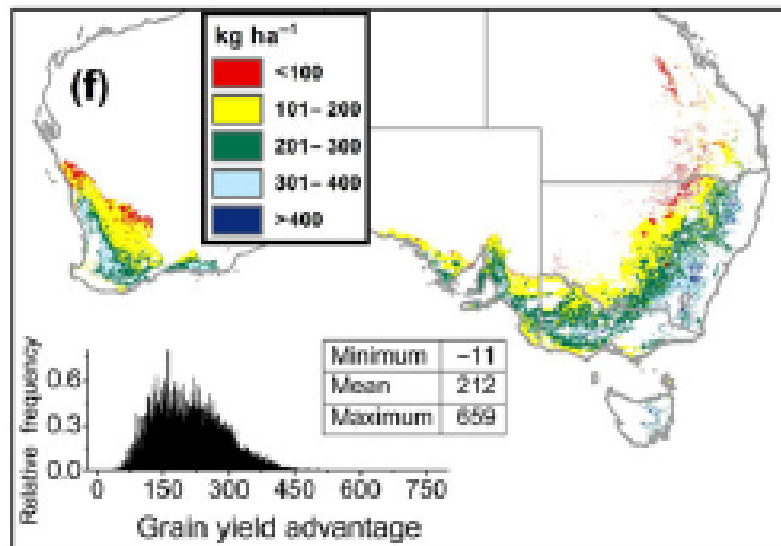 (f)
kg ha⁻¹
<100
101–200
201–300
301–400
>400
Minimum –11
Mean 212
Maximum 659
Relative frequency
0.6
0.3
0.0
0 150 300 450 600 750
Grain yield advantage